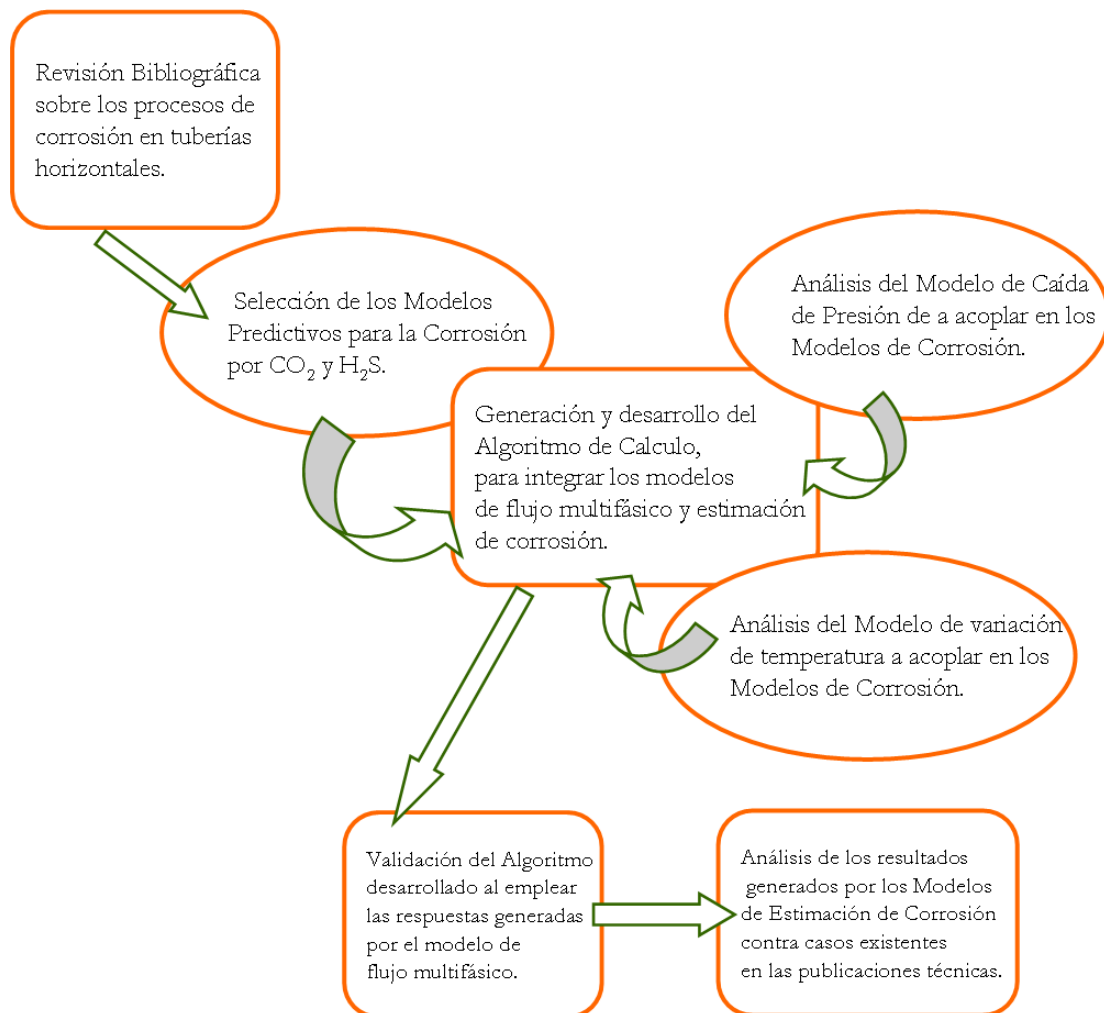 Revisión Bibliográfica
sobre los procesos de
corrosión en tuberías
horizontales.
Selección de los Modelos
Predictivos para la Corrosión
por CO₂ y H₂S.
Análisis del Modelo de Caída
de Presión de a acoplar en los
Modelos de Corrosión.
Generación y desarrollo del
Algoritmo de Calculo,
para integrar los modelos
de flujo multifásico y estimación
de corrosión.
Análisis del Modelo de variación
de temperatura a acoplar en los
Modelos de Corrosión.
Validación del Algoritmo
desarrollado al emplear
las respuestas generadas
por el modelo de
flujo multifásico.
Análisis de los resultados
generados por los Modelos
de Estimación de Corrosión
contra casos existentes
en las publicaciones técnicas.